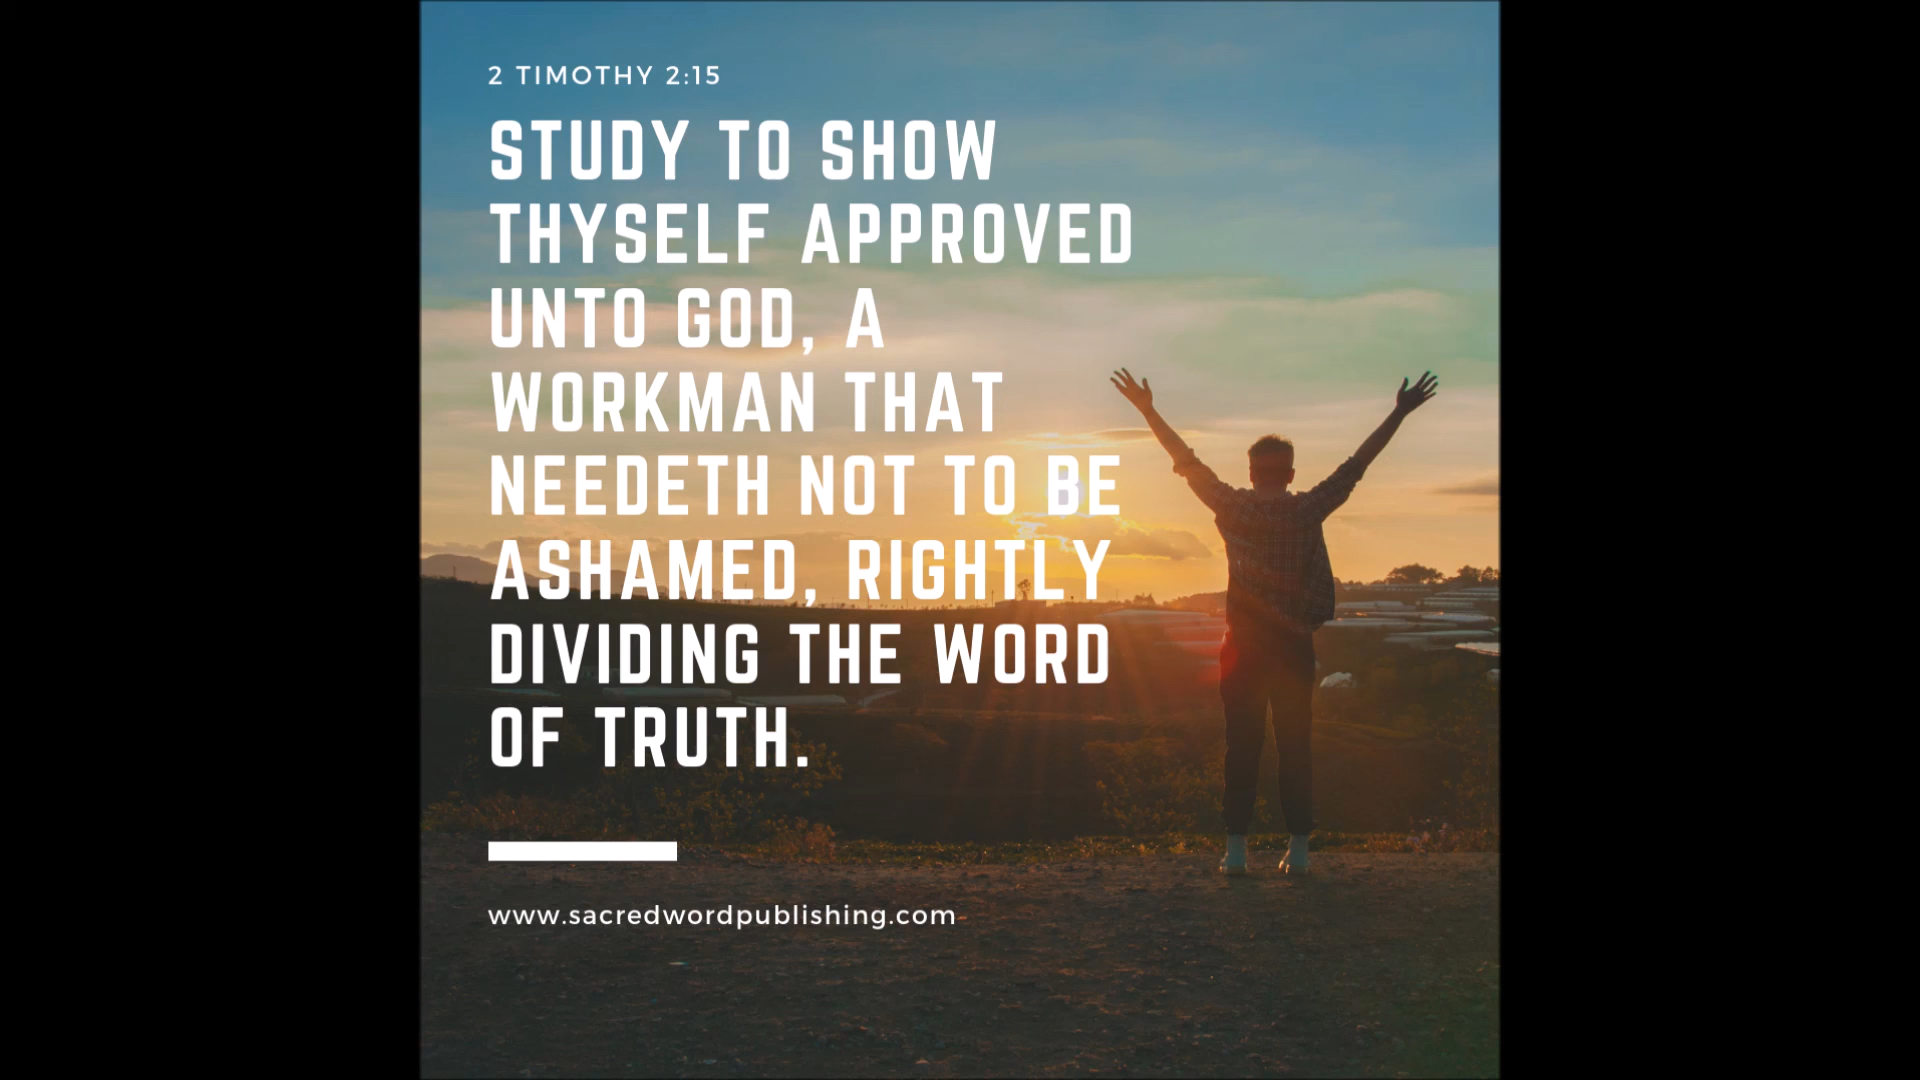 2 TIMOTHY 2:15
STUDY TO SHOW
THYSELF APPROVED
UNTO GOD, A
WORKMAN THAT
NEEDETH NOT TO BE
ASHAMED, RIGHTLY
DIVIDING THE WORD
OF TRUTH.
www.sacredwordpublishing.com